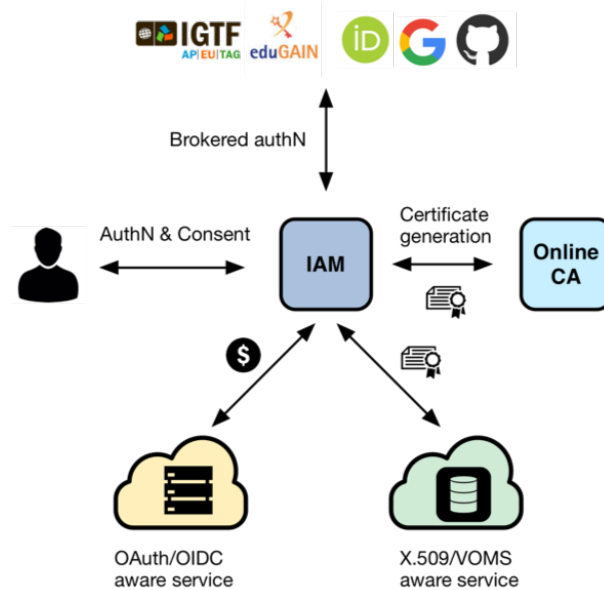 IGTF
AP|EU|TAG
eduGAIN
iD
G
Brokered authN
AuthN & Consent
IAM
Certificate
generation
Online
CA
$
OAuth/OIDC
aware service
X.509/VOMS
aware service